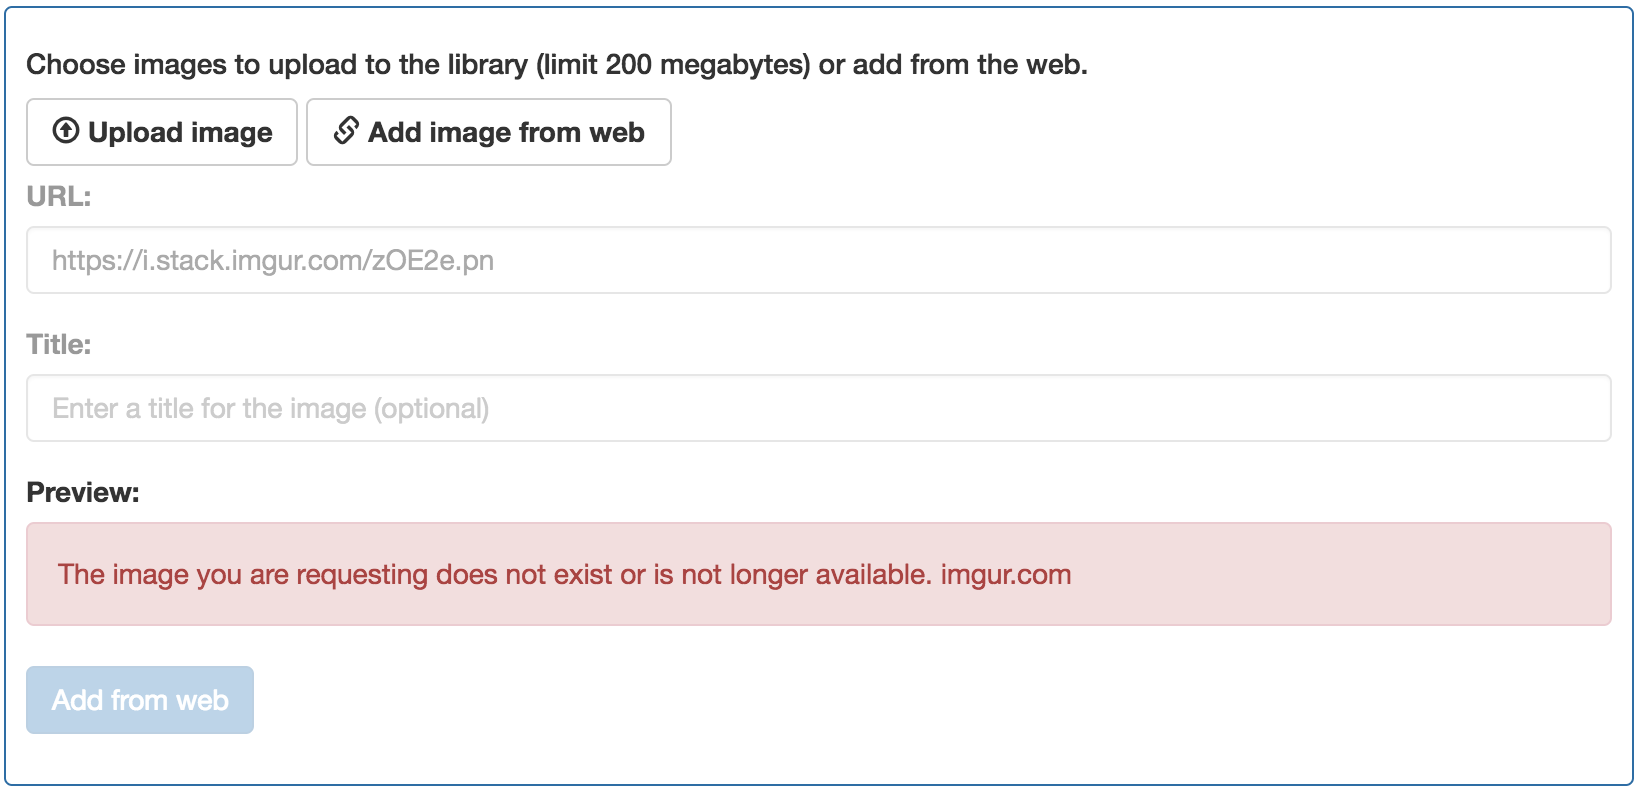 Choose images to upload to the library (limit 200 megabytes) or add from the web.
Upload image Add image from web
URL:
https://i.stack.imgur.com/zOE2e.pn
Title:
Enter a title for the image (optional)
Preview:
The image you are requesting does not exist or is not longer available. imgur.com
Add from web